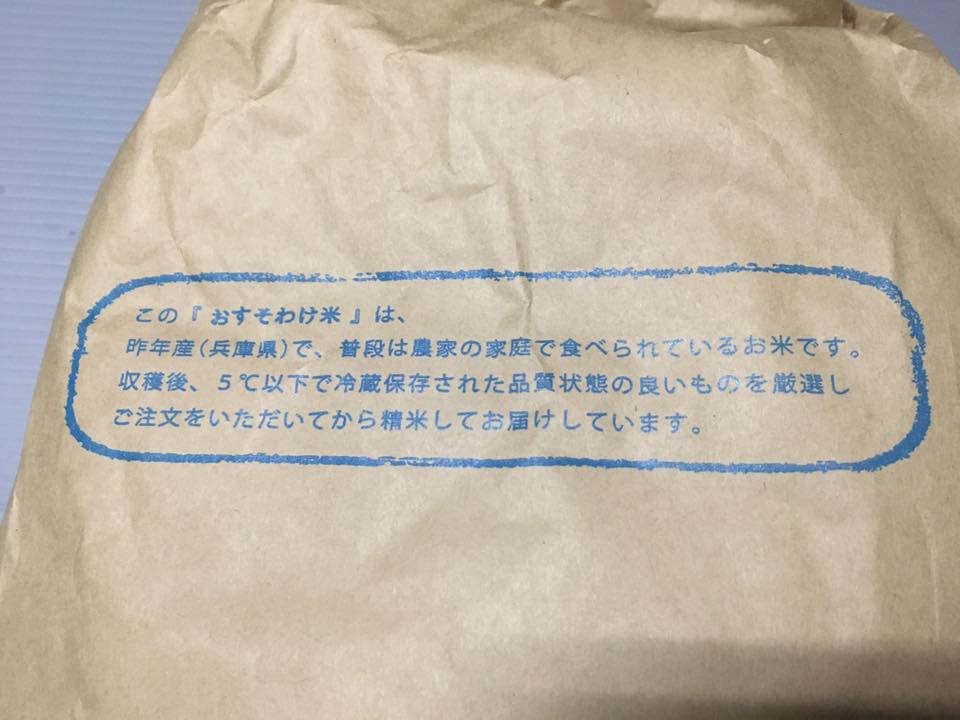 この『おすそわけ米』は、
昨年産(兵庫県)で、普段は農家の家庭で食べられているお米です。
収穫後、５℃以下で冷蔵保存された品質状態の良いものを厳選し
ご注文をいただいてから精米してお届けしています。